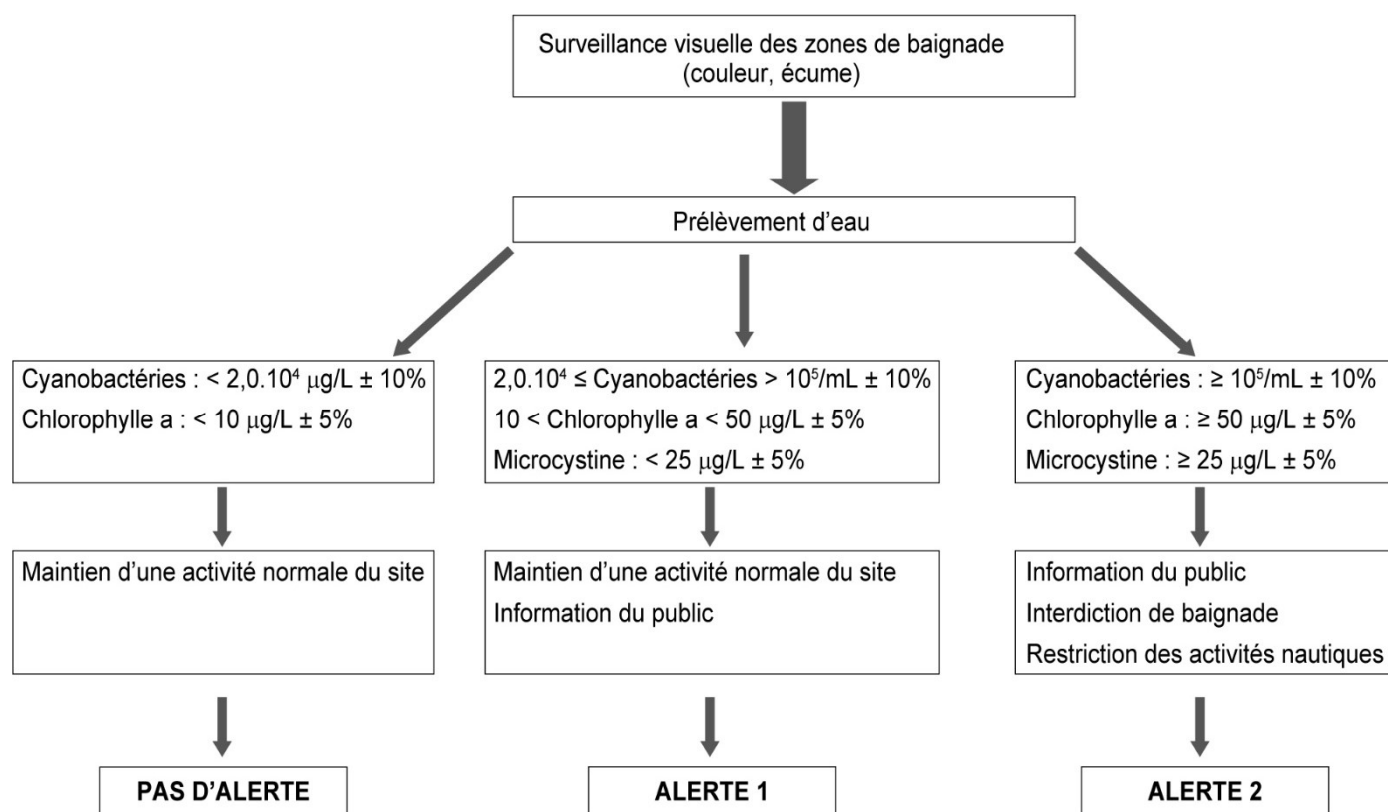 Surveillance visuelle des zones de baignade
(couleur, écume)
Prélèvement d’eau
Cyanobactéries : < 2,0.10⁴ µg/L ± 10%
Chlorophylle a : < 10 µg/L ± 5%
2,0.10⁴ ≤ Cyanobactéries > 10⁵/mL ± 10%
10 < Chlorophylle a < 50 µg/L ± 5%
Microcystine : < 25 µg/L ± 5%
Cyanobactéries : ≥ 10⁵/mL ± 10%
Chlorophylle a : ≥ 50 µg/L ± 5%
Microcystine : ≥ 25 µg/L ± 5%
Maintien d’une activité normale du site
Maintien d’une activité normale du site
Information du public
Information du public
Interdiction de baignade
Restriction des activités nautiques
PAS D’ALERTE
ALERTE 1
ALERTE 2